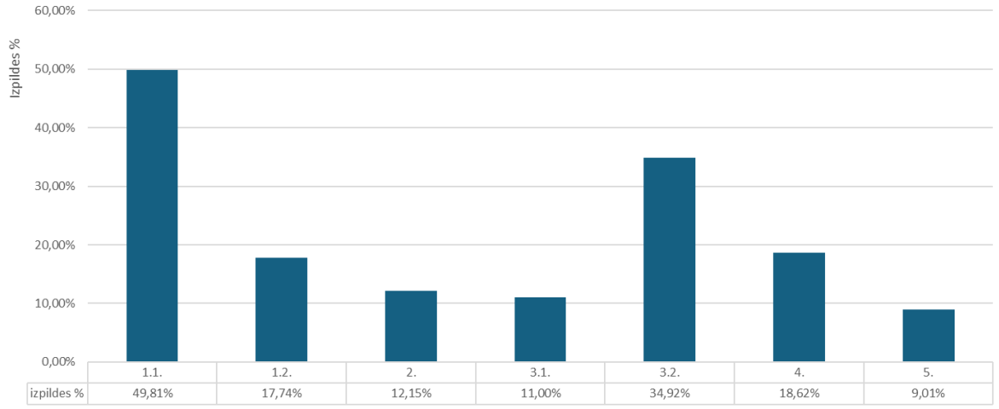 60,00%
Izpildes %
50,00%
40,00%
30,00%
20,00%
10,00%
0,00%
1.1. 1.2. 2. 3.1. 3.2. 4. 5.
izpildes % 49,81% 17,74% 12,15% 11,00% 34,92% 18,62% 9,01%